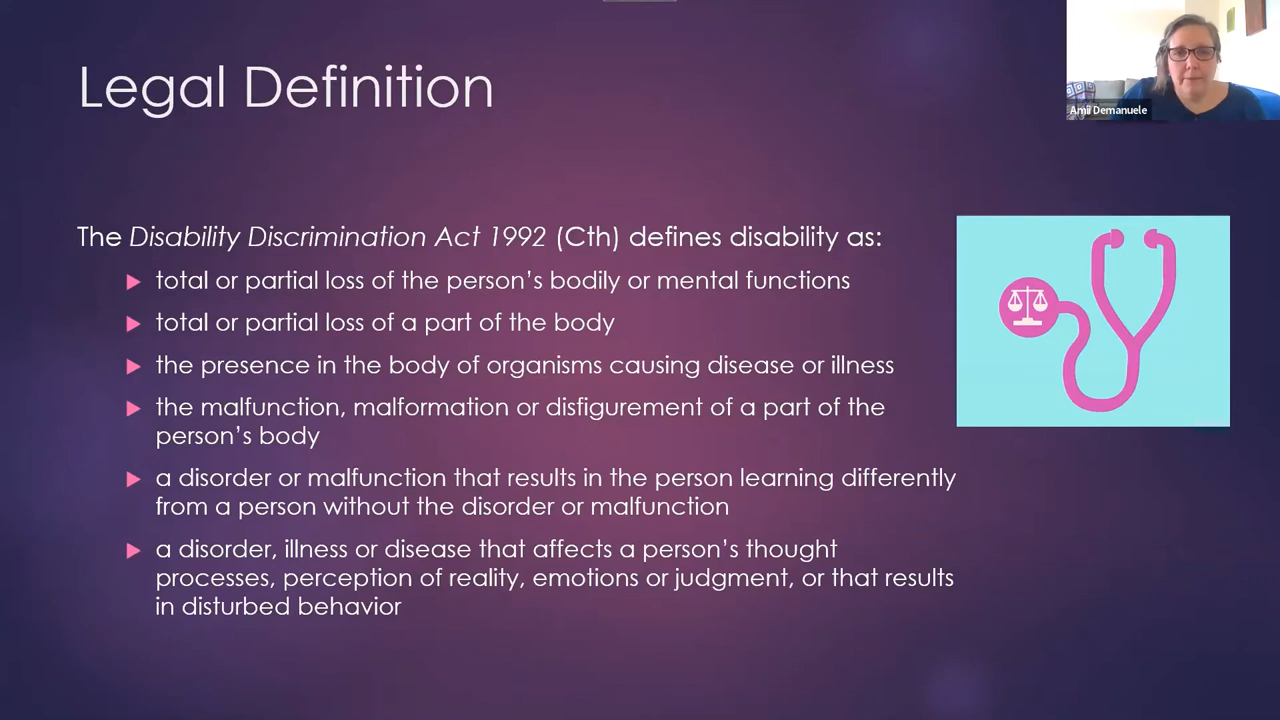 Legal Definition
Amii Demanuele
The Disability Discrimination Act 1992 (Cth) defines disability as:
total or partial loss of the person's bodily or mental functions
total or partial loss of a part of the body
the presence in the body of organisms causing disease or illness
the malfunction, malformation or disfigurement of a part of the
person's body
a disorder or malfunction that results in the person learning differently
from a person without the disorder or malfunction
a disorder, illness or disease that affects a person's thought
processes, perception of reality, emotions or judgment, or that results
in disturbed behavior